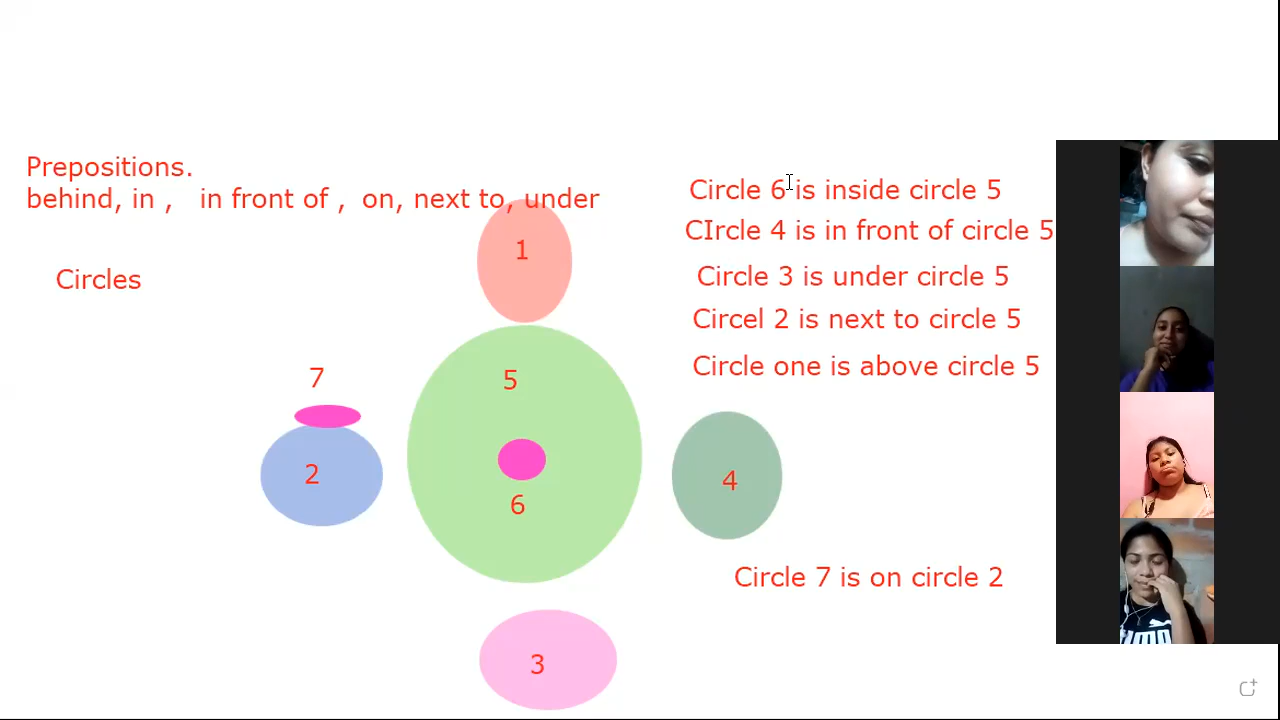 Prepositions.
behind, in ,   in front of ,  on, next to, under
Circles
1
7
5
2
6
4
3
Circle 6 is inside circle 5
CIrcle 4 is in front of circle 5
Circle 3 is under circle 5
Circel 2 is next to circle 5
Circle one is above circle 5
Circle 7 is on circle 2